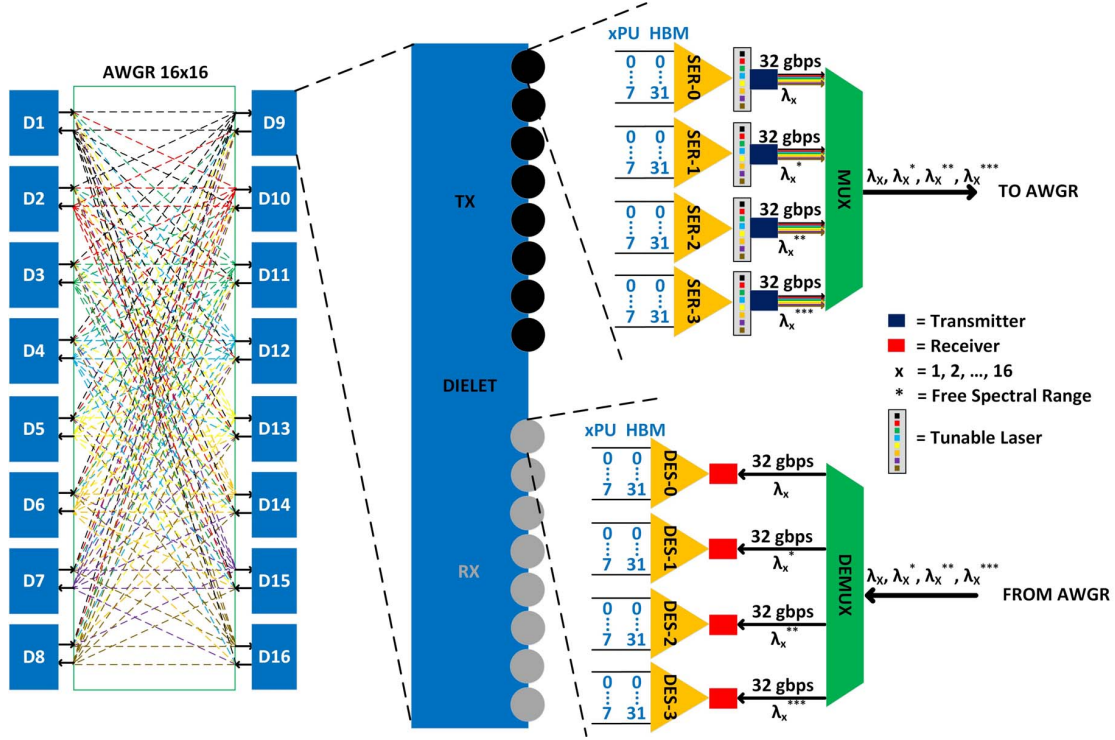 AWGR 16x16
D1
D2
D3
D4
D5
D6
D7
D8
D9
D10
D11
D12
D13
D14
D15
D16
TX
DIELET
RX
xPU HBM
0 0
7 31
SER-0
32 gbps
λx
0 0
7 31
SER-1
32 gbps
λx*
0 0
7 31
SER-2
32 gbps
λx**
0 0
7 31
SER-3
32 gbps
λx***
MUX
λx, λx*, λx**, λx***
TO AWGR
= Transmitter
= Receiver
x = 1, 2, ..., 16
* = Free Spectral Range
= Tunable Laser
xPU HBM
0 0
7 31
DES-0
32 gbps
λx
0 0
7 31
DES-1
32 gbps
λx*
0 0
7 31
DES-2
32 gbps
λx**
0 0
7 31
DES-3
32 gbps
λx***
DEMUX
λx, λx*, λx**, λx***
FROM AWGR